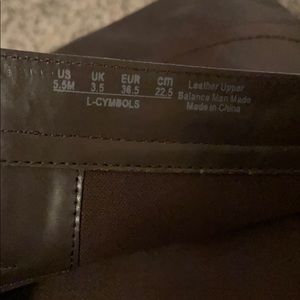 US UK EUR cm
5.5M 3.5 36.5 22.5
L-CYMBOLS
Leather Upper
Balance Man Made
Made in China